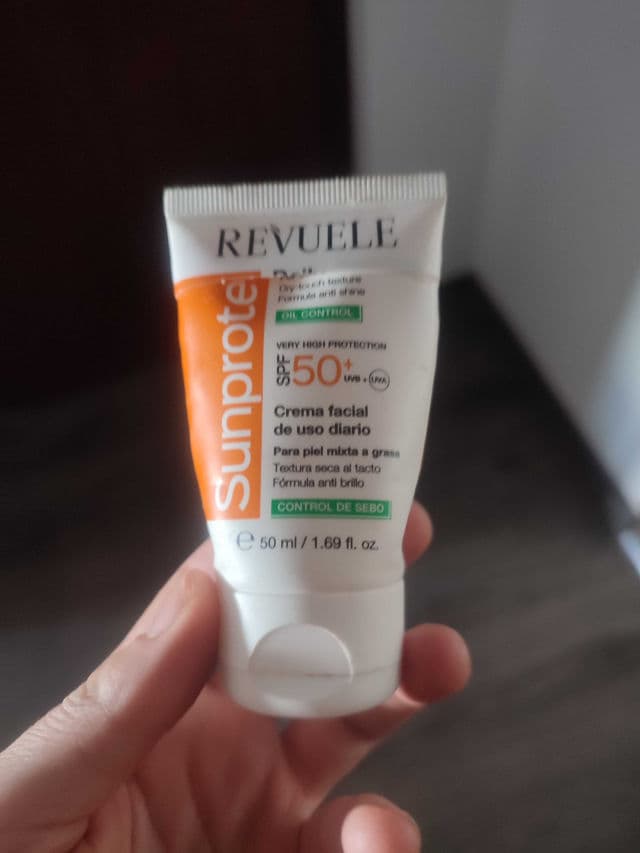 REVUELE
Sunprote
Dry-touch texture
Formula anti shine
OIL CONTROL
VERY HIGH PROTECTION
SPF 50+
UVB + UVA
Crema facial
de uso diario
Para piel mixta a grasa
Textura seca al tacto
Fórmula anti brillo
CONTROL DE SEBO
℮ 50 ml / 1.69 fl. oz.